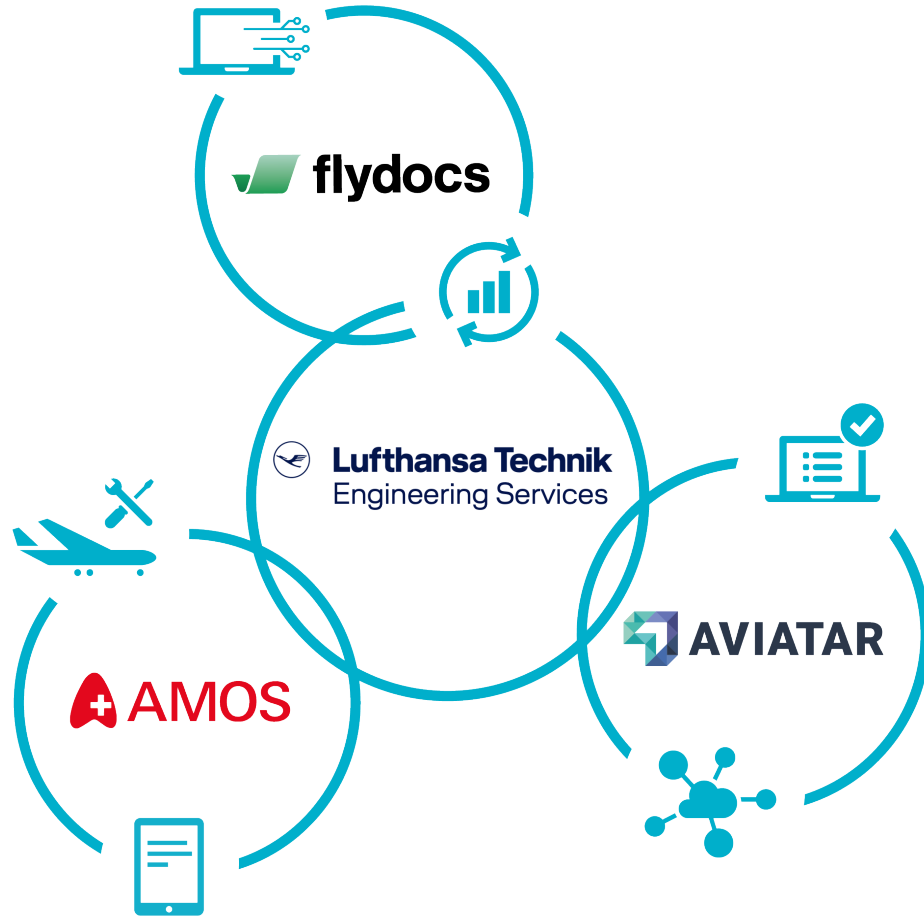 flydocs
Lufthansa Technik
Engineering Services
AVIATAR
AMOS